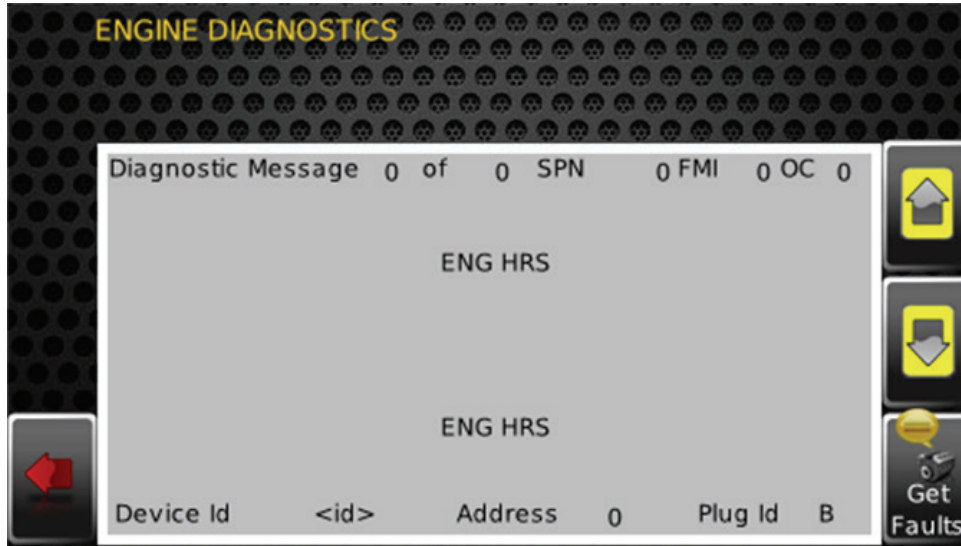 ENGINE DIAGNOSTICS
Diagnostic Message 0 of 0 SPN 0 FMI 0 OC 0
ENG HRS
ENG HRS
Device Id <id> Address 0 Plug Id B
Get
Faults